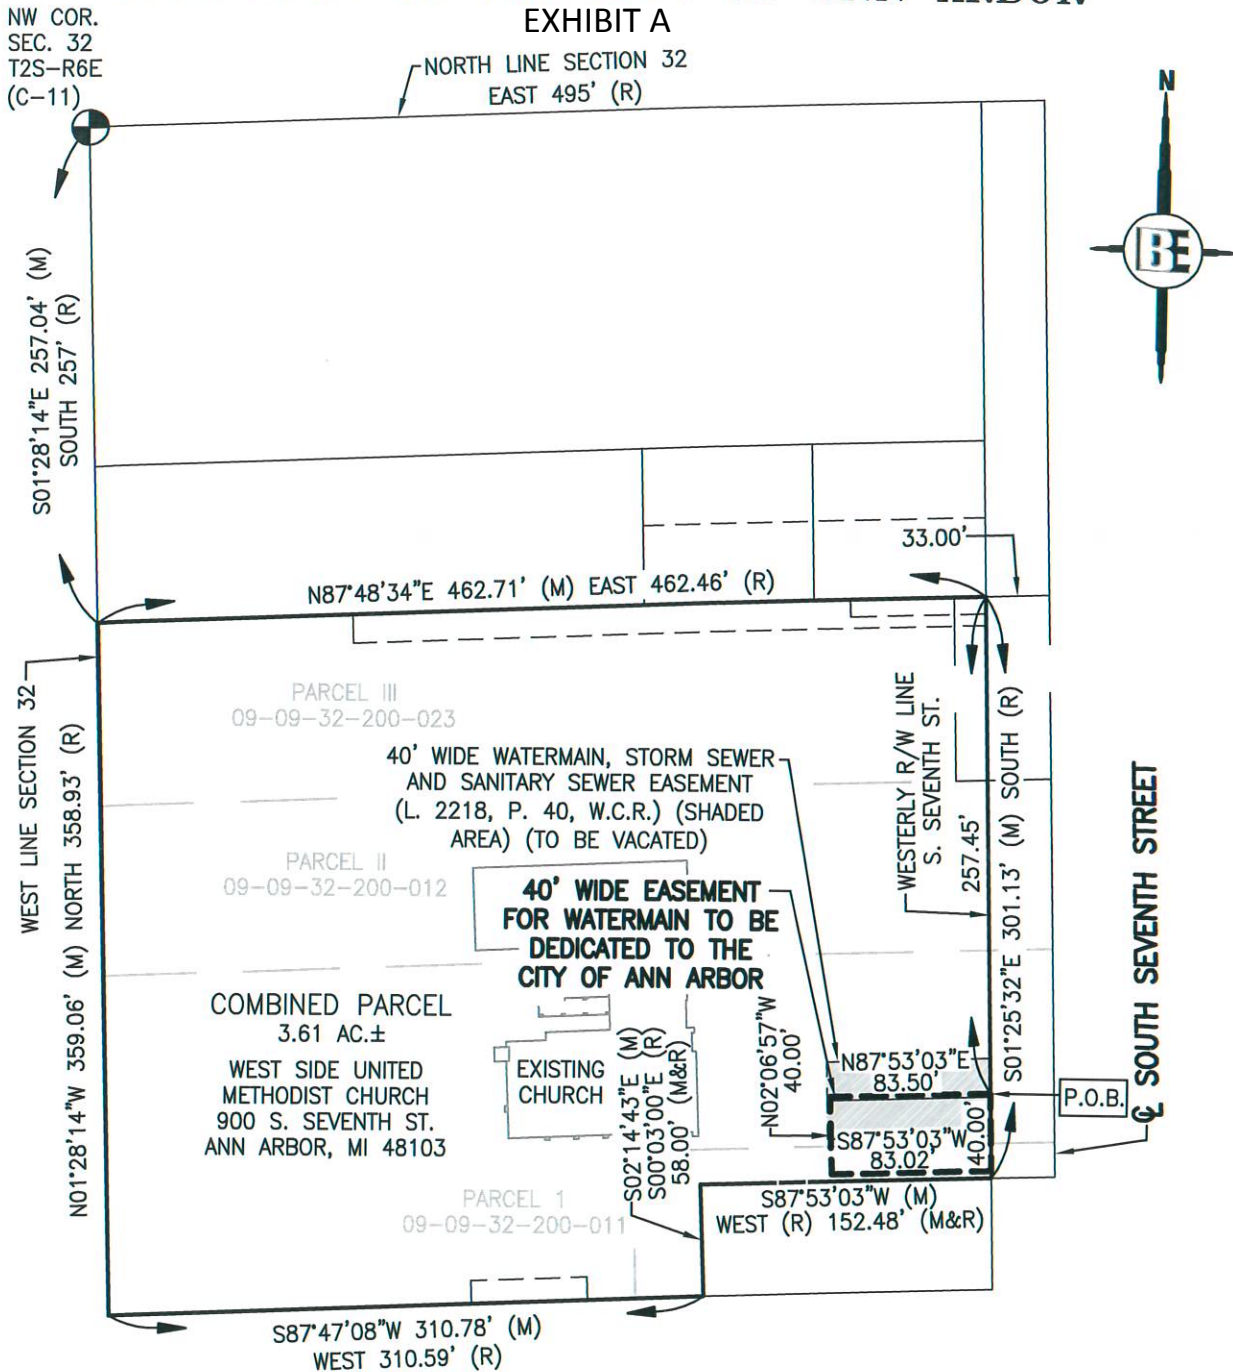 EXHIBIT A
NW COR.
SEC. 32
T2S-R6E
(C-11)
NORTH LINE SECTION 32
EAST 495' (R)
N
BE
S01°28'14"E 257.04' (M)
SOUTH 257' (R)
33.00'
N87°48'34"E 462.71' (M) EAST 462.46' (R)
WEST LINE SECTION 32
N01°28'14"W 359.06' (M) NORTH 358.93' (R)
PARCEL III
09-09-32-200-023
40' WIDE WATERMAIN, STORM SEWER
AND SANITARY SEWER EASEMENT
(L. 2218, P. 40, W.C.R.) (SHADED
AREA) (TO BE VACATED)
PARCEL II
09-09-32-200-012
40' WIDE EASEMENT
FOR WATERMAIN TO BE
DEDICATED TO THE
CITY OF ANN ARBOR
WESTERLY R/W LINE
S. SEVENTH ST.
257.45'
S01°25'32"E 301.13' (M) SOUTH (R)
℄ SOUTH SEVENTH STREET
COMBINED PARCEL
3.61 AC.±
WEST SIDE UNITED
METHODIST CHURCH
900 S. SEVENTH ST.
ANN ARBOR, MI 48103
EXISTING
CHURCH
S02°14'43"E (M)
S00°03'00"E (R)
58.00' (M&R)
N02°06'57"W
40.00'
N87°53'03"E
83.50'
P.O.B.
S87°53'03"W
83.02'
40.00'
S87°53'03"W (M)
WEST (R) 152.48' (M&R)
PARCEL 1
09-09-32-200-011
S87°47'08"W 310.78' (M)
WEST 310.59' (R)